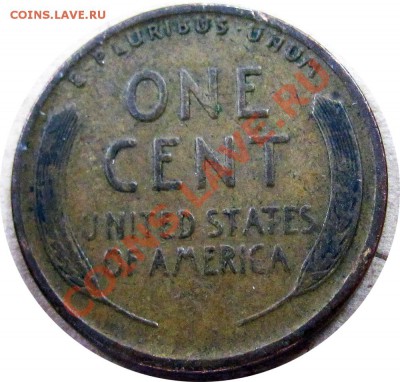 COINS.LAVE.RU
E·PLURIBUS·UNUM
ONE
CENT
UNITED STATES
OF AMERICA
COINS.LAVE.RU